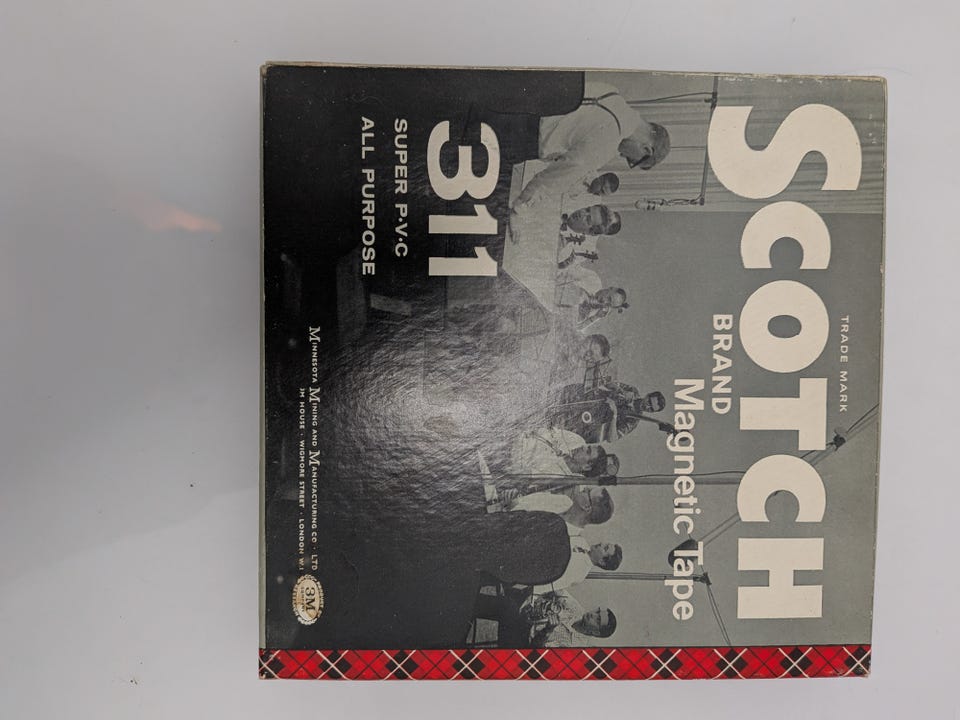 TRADE MARK
SCOTCH
BRAND
Magnetic Tape
311
SUPER P·V·C
ALL PURPOSE
MINNESOTA MINING AND MANUFACTURING CO · LTD
3M HOUSE · WIGMORE STREET · LONDON W.1
3M